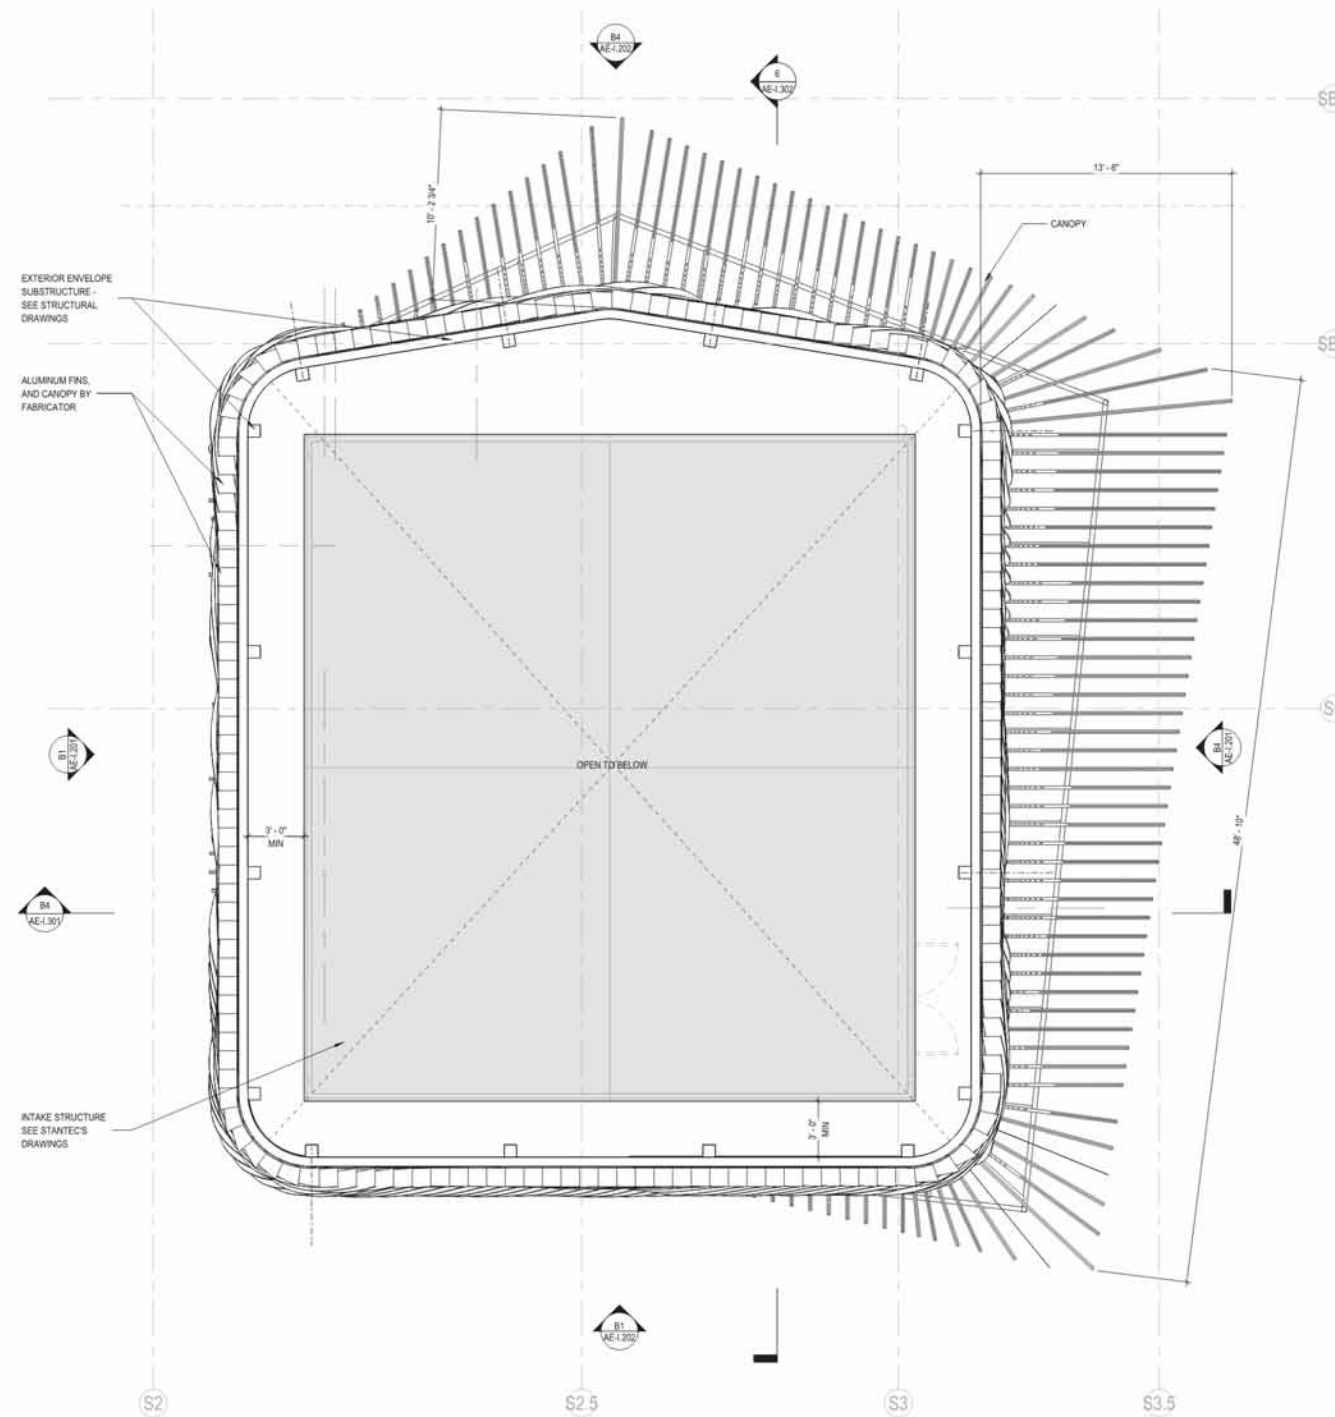 B4
AE-I.202
6
AE-I.302
SB
13' - 6"
10' - 2 3/4"
CANOPY
EXTERIOR ENVELOPE
SUBSTRUCTURE -
SEE STRUCTURAL
DRAWINGS
SB
ALUMINUM FINS,
AND CANOPY BY
FABRICATOR
S
B1
AE-I.201
B4
AE-I.201
OPEN TO BELOW
3' - 0"
MIN
48' - 10"
B4
AE-I.301
INTAKE STRUCTURE
SEE STANTEC'S
DRAWINGS
3' - 0"
MIN
B1
AE-I.202
S2
S2.5
S3
S3.5